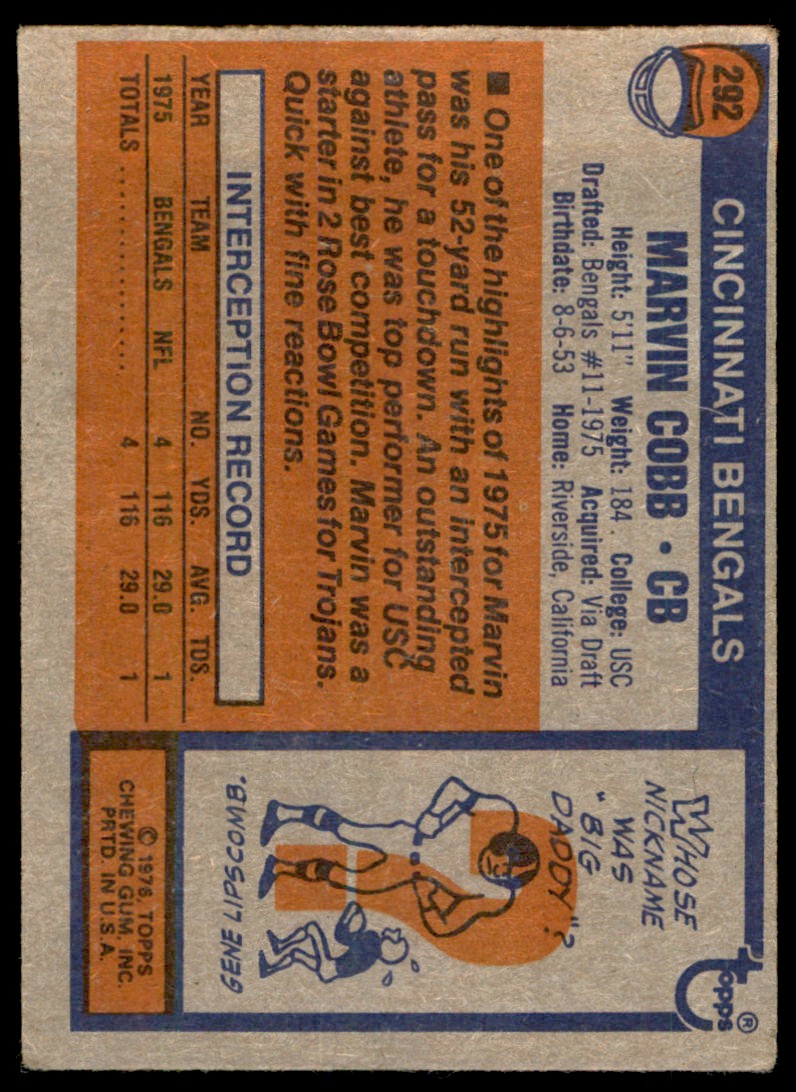 292
CINCINNATI BENGALS
MARVIN COBB • CB
Height: 5'11" Weight: 184 College: USC
Drafted: Bengals #11-1975 Acquired: Via Draft
Birthdate: 8-6-53 Home: Riverside, California
■ One of the highlights of 1975 for Marvin
was his 52-yard run with an intercepted
pass for a touchdown. An outstanding
athlete, he was top performer for USC
against best competition. Marvin was a
starter in 2 Rose Bowl Games for Trojans.
Quick with fine reactions.
INTERCEPTION RECORD
YEAR TEAM NO. YDS. AVG. TDS.
1975 BENGALS NFL 4 116 29.0 1
TOTALS .............. 4 116 29.0 1
topps ®
WHOSE
NICKNAME
WAS
"BIG
DADDY"?
GENE LIPSCOMB.
© 1976, TOPPS
CHEWING GUM, INC.
PRTD. IN U.S.A.